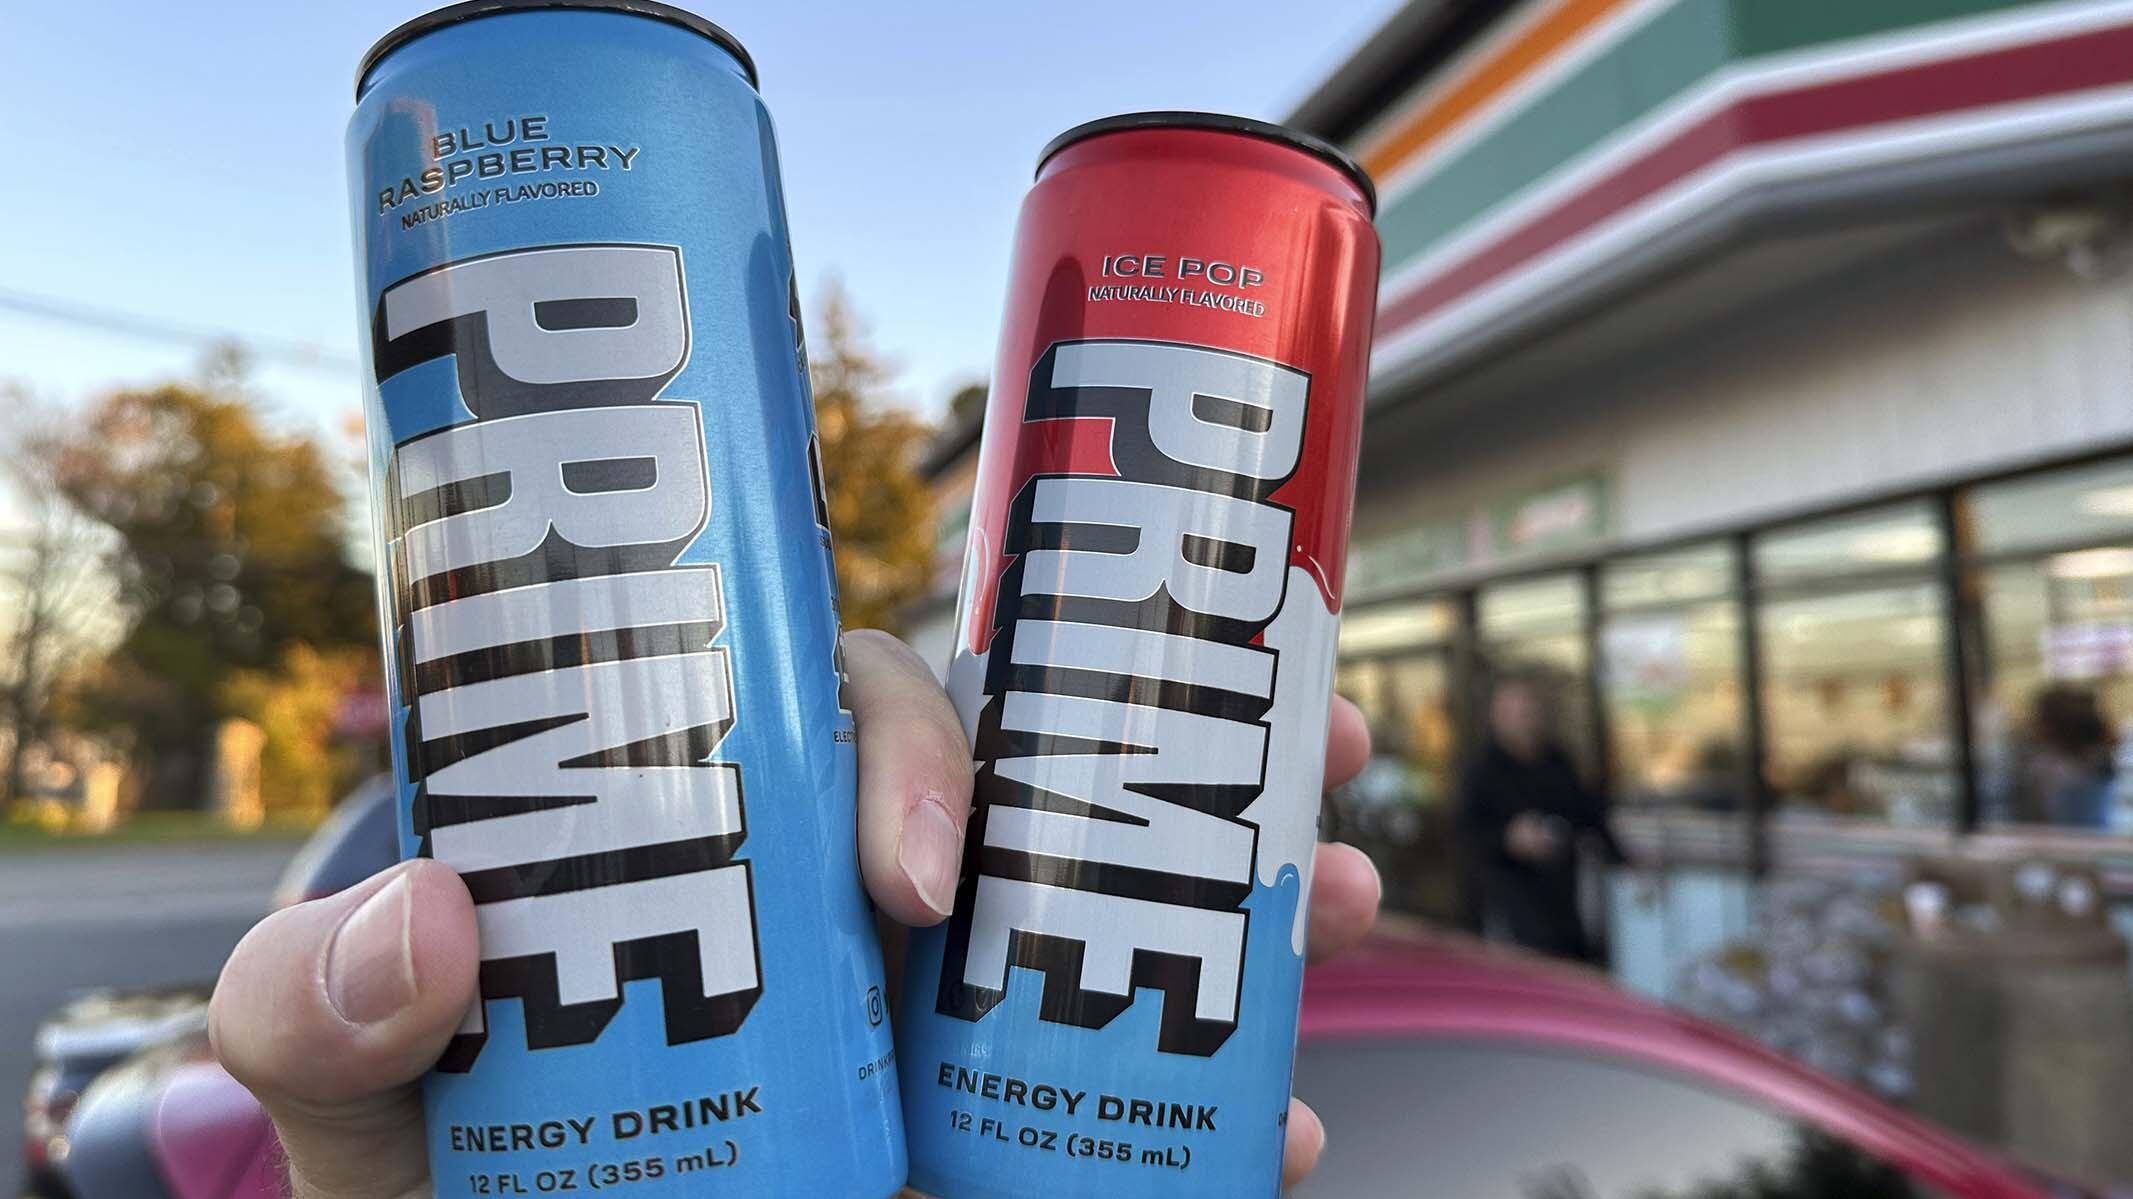 BLUE
RASPBERRY
NATURALLY FLAVORED
PRIME
ENERGY DRINK
12 FL OZ (355 mL)
ICE POP
NATURALLY FLAVORED
PRIME
ENERGY DRINK
12 FL OZ (355 mL)